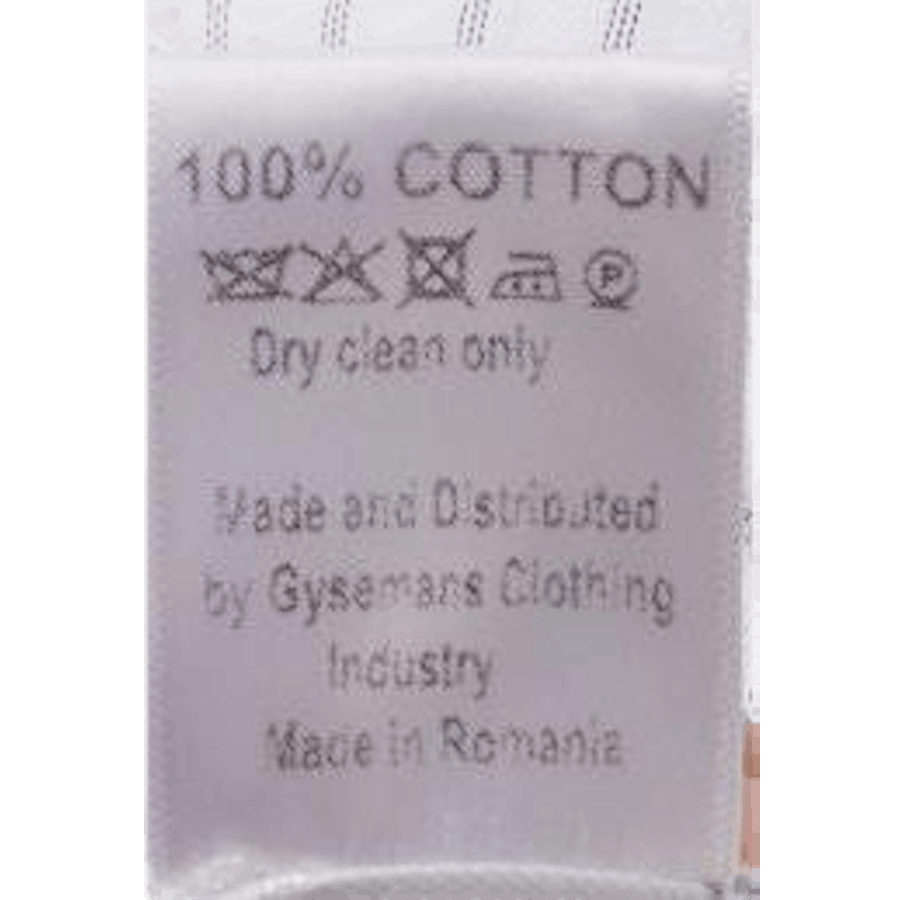 100% COTTON
P
Dry clean only
Made and Distributed
by Gysemans Clothing
Industry
Made in Romania